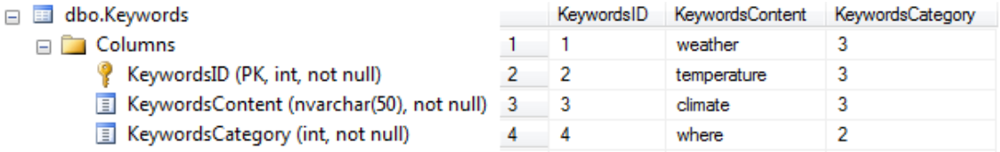 dbo.Keywords
Columns
KeywordsID (PK, int, not null)
KeywordsContent (nvarchar(50), not null)
KeywordsCategory (int, not null)
KeywordsID KeywordsContent KeywordsCategory
1 1 weather 3
2 2 temperature 3
3 3 climate 3
4 4 where 2